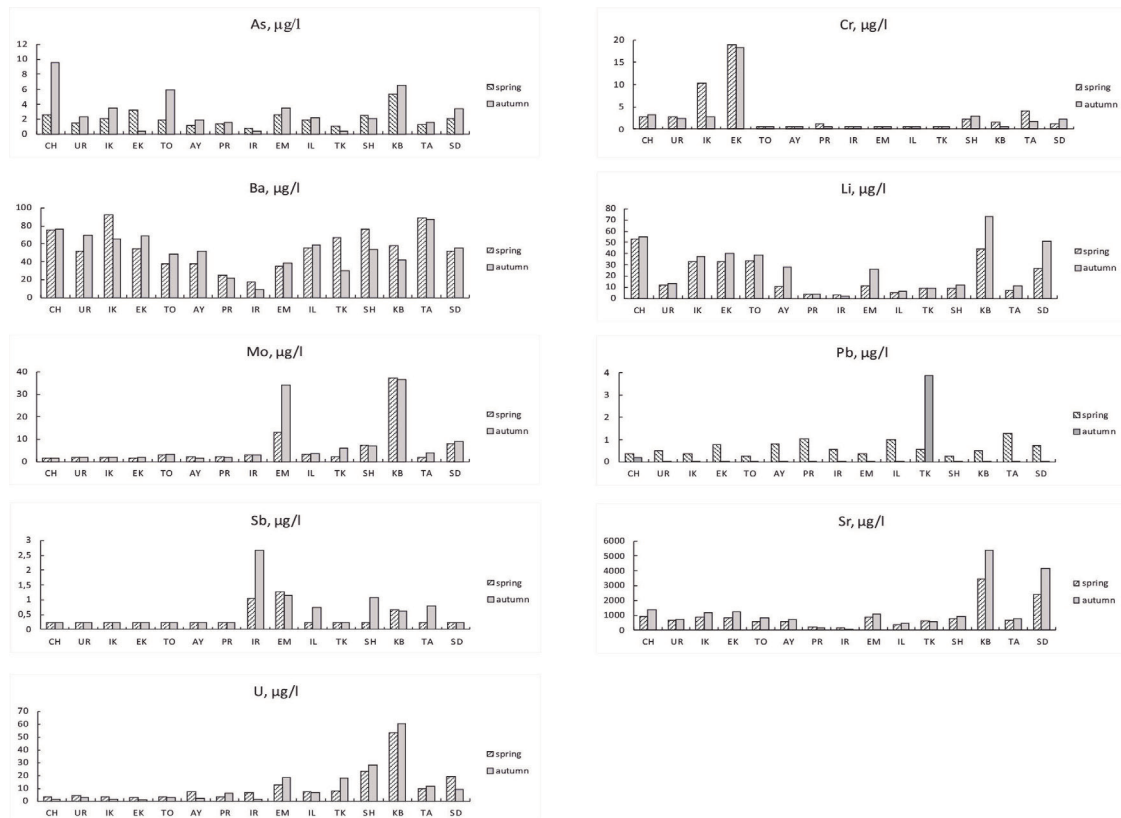 As, µg/l
12
10
8
6
4
2
0
CH UR IK EK TO AY PR IR EM IL TK SH KB TA SD
spring
autumn
Cr, µg/l
20
15
10
5
0
CH UR IK EK TO AY PR IR EM IL TK SH KB TA SD
spring
autumn
Ba, µg/l
100
80
60
40
20
0
CH UR IK EK TO AY PR IR EM IL TK SH KB TA SD
spring
autumn
Li, µg/l
80
70
60
50
40
30
20
10
0
CH UR IK EK TO AY PR IR EM IL TK SH KB TA SD
spring
autumn
Mo, µg/l
40
30
20
10
0
CH UR IK EK TO AY PR IR EM IL TK SH KB TA SD
spring
autumn
Pb, µg/l
4
3
2
1
0
CH UR IK EK TO AY PR IR EM IL TK SH KB TA SD
spring
autumn
Sb, µg/l
3
2,5
2
1,5
1
0,5
0
CH UR IK EK TO AY PR IR EM IL TK SH KB TA SD
spring
autumn
Sr, µg/l
6000
5000
4000
3000
2000
1000
0
CH UR IK EK TO AY PR IR EM IL TK SH KB TA SD
spring
autumn
U, µg/l
70
60
50
40
30
20
10
0
CH UR IK EK TO AY PR IR EM IL TK SH KB TA SD
spring
autumn